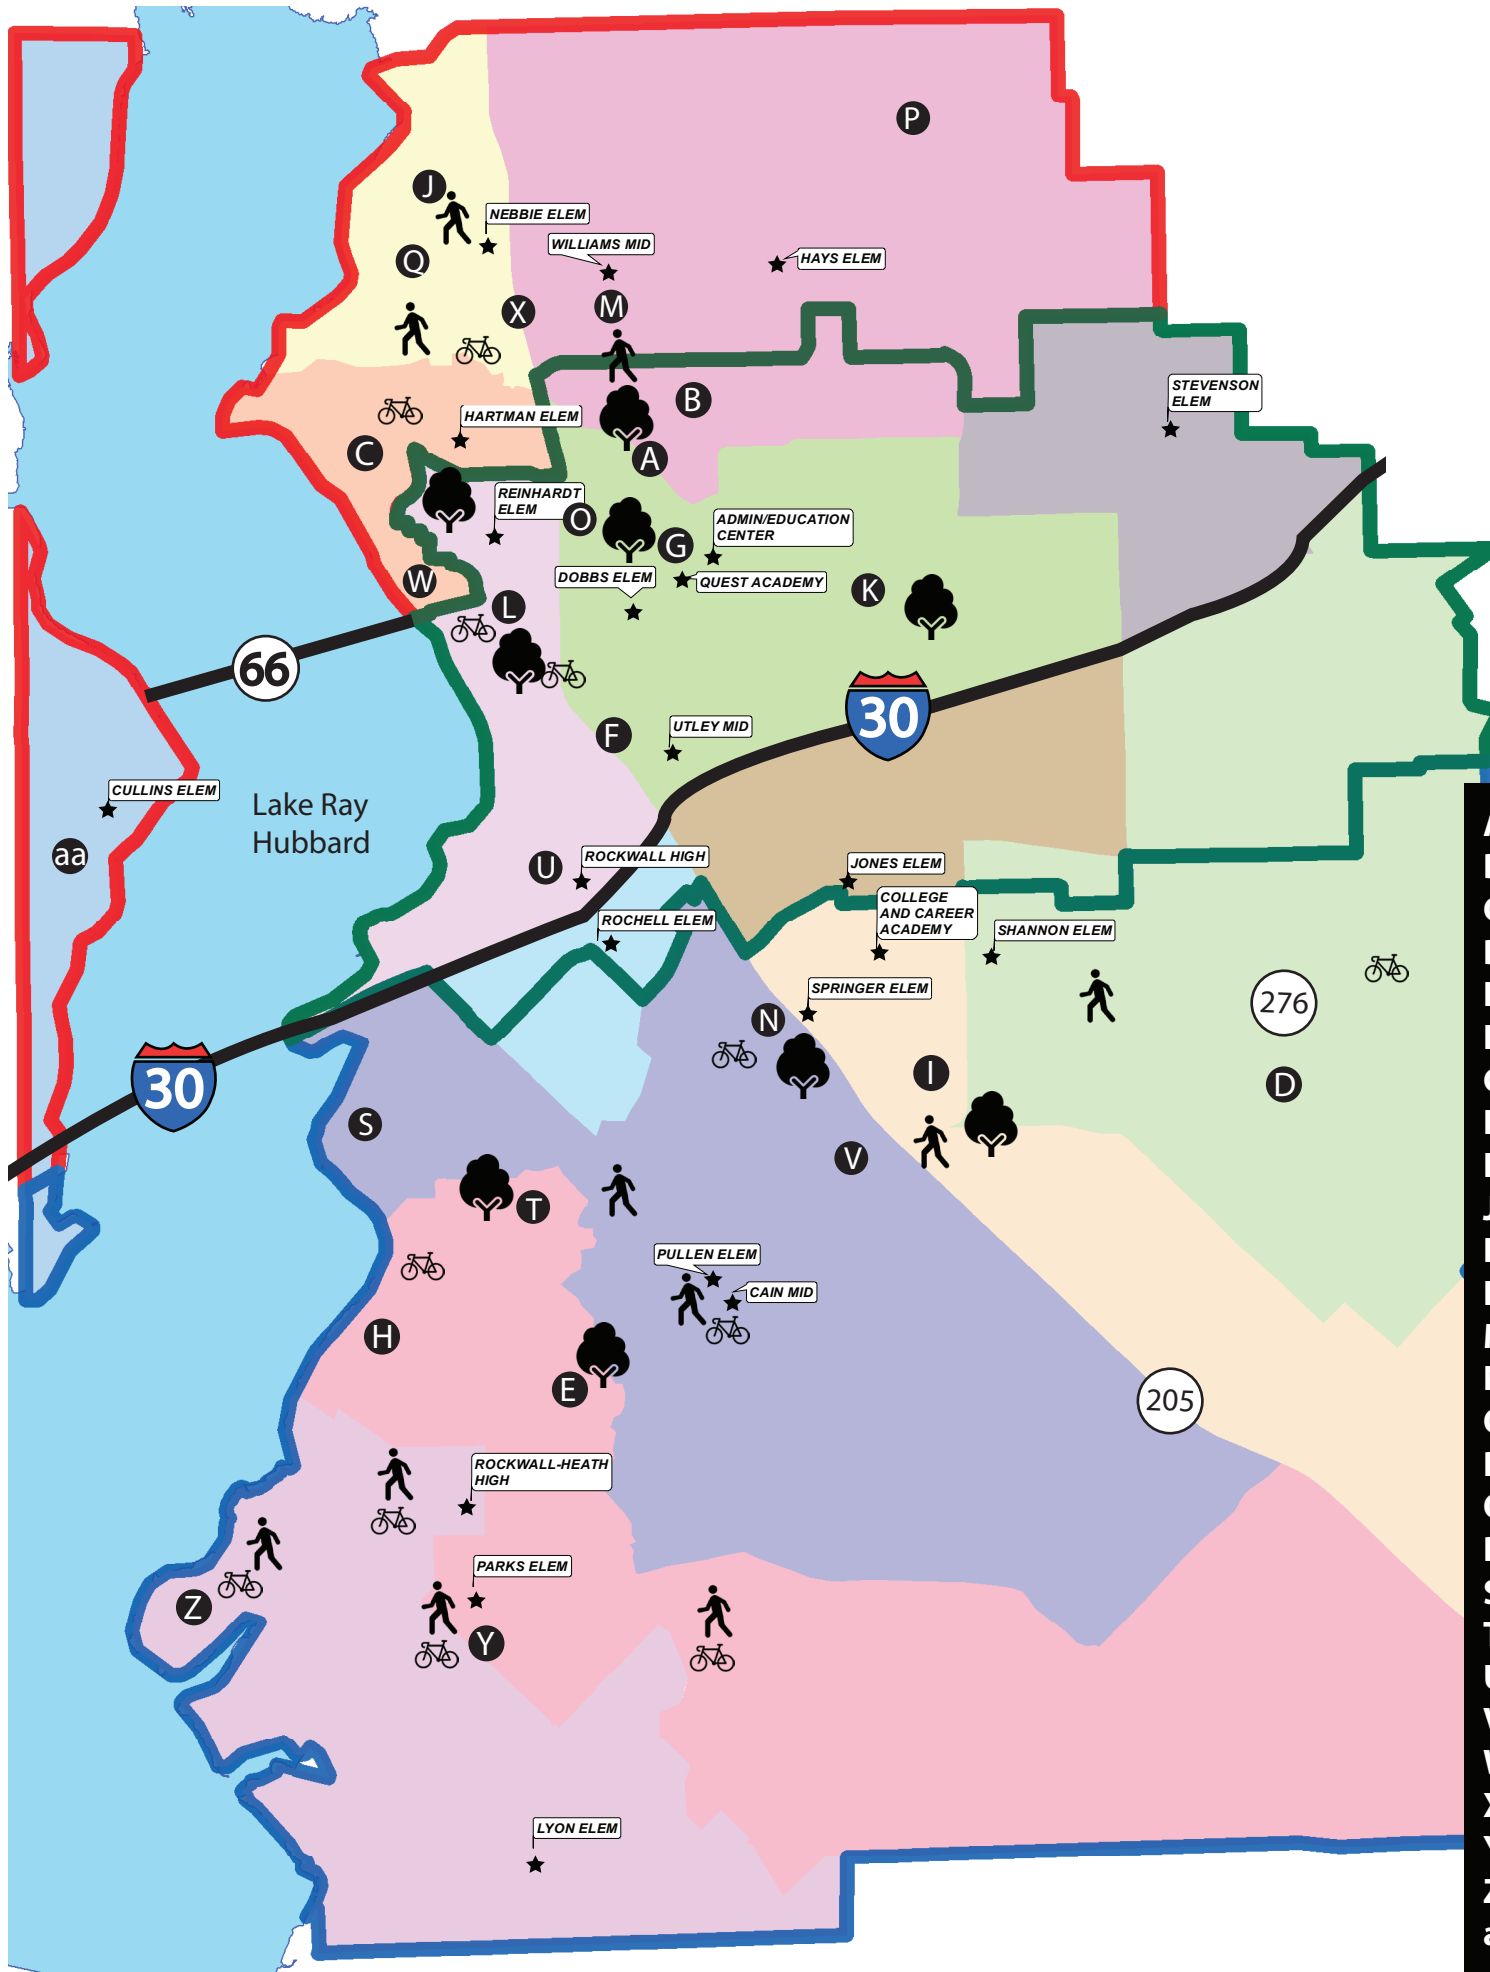 P
J
NEBBIE ELEM
WILLIAMS MID
HAYS ELEM
Q
X
M
STEVENSON
ELEM
B
HARTMAN ELEM
C
A
REINHARDT
ELEM
O
ADMIN/EDUCATION
CENTER
G
DOBBS ELEM
QUEST ACADEMY
W
K
L
66
30
F
UTLEY MID
CULLINS ELEM
Lake Ray
Hubbard
aa
U
ROCKWALL HIGH
JONES ELEM
COLLEGE
AND CAREER
ACADEMY
ROCHELL ELEM
SHANNON ELEM
SPRINGER ELEM
276
N
30
I
D
S
V
T
PULLEN ELEM
CAIN MID
H
E
205
ROCKWALL-HEATH
HIGH
PARKS ELEM
Z
Y
LYON ELEM